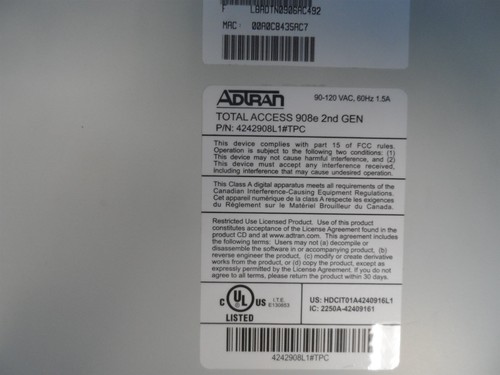 LBADTN0906AC492
MAC: 00A0C8435AC7
ADTRAN
90-120 VAC, 60Hz 1.5A
TOTAL ACCESS 908e 2nd GEN
P/N: 4242908L1#TPC
This device complies with part 15 of FCC rules.
Operation is subject to the following two conditions: (1)
This device may not cause harmful interference, and (2)
This device must accept any interference received,
including interference that may cause undesired operation.
This Class A digital apparatus meets all requirements of the
Canadian Interference-Causing Equipment Regulations.
Cet appareil numérique de la class A respecte les exigences
du Règlement sur le Matériel Brouilleur du Canada.
Restricted Use Licensed Product. Use of this product
constitutes acceptance of the License Agreement found in the
product CD and at www.adtran.com. This agreement includes
the following terms: Users may not (a) decompile or
disassemble the software of an accompanying product, (b)
reverse engineer the product, (c) modify or create derivative
works from, or (d) copy the product, except as
expressly permitted by the License Agreement. If you do not
agree to all terms, please return the product within 30 days.
C UL US
LISTED
I.T.E.
E130653
US: HDCIT01A4240916L1
IC: 2250A-42409161
4242908L1#TPC